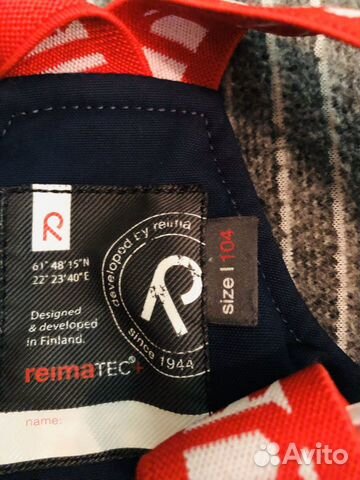 R
61° 48'15"N
22° 23'40"E
developed by reima
R
since 1944
size | 104
Designed
& developed
in Finland.
reimaTEC®+
name:
Avito